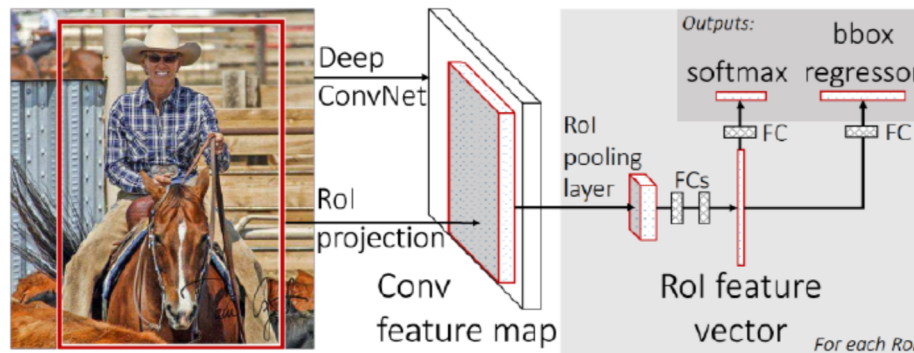 Deep
ConvNet
RoI
projection
Conv
feature map
RoI
pooling
layer
FCs
Outputs:
softmax
bbox
regressor
FC
FC
RoI feature
vector
For each RoI